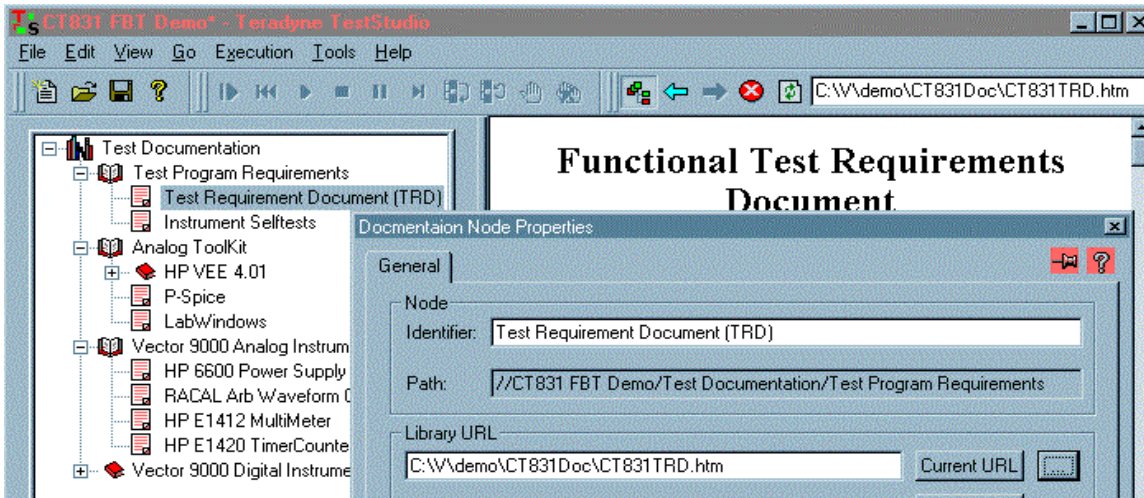 CT831 FBT Demo* - Teradyne TestStudio
File Edit View Go Execution Tools Help
C:\V\demo\CT831Doc\CT831TRD.htm
Test Documentation
Test Program Requirements
Test Requirement Document (TRD)
Instrument Selftests
Analog ToolKit
HP VEE 4.01
P-Spice
LabWindows
Vector 9000 Analog Instrum
HP 6600 Power Supply
RACAL Arb Waveform
HP E1412 MultiMeter
HP E1420 TimerCounte
Vector 9000 Digital Instrume
Functional Test Requirements
Document
Docmentaion Node Properties
General
Node
Identifier: Test Requirement Document (TRD)
Path: //CT831 FBT Demo/Test Documentation/Test Program Requirements
Library URL
C:\V\demo\CT831Doc\CT831TRD.htm Current URL ...